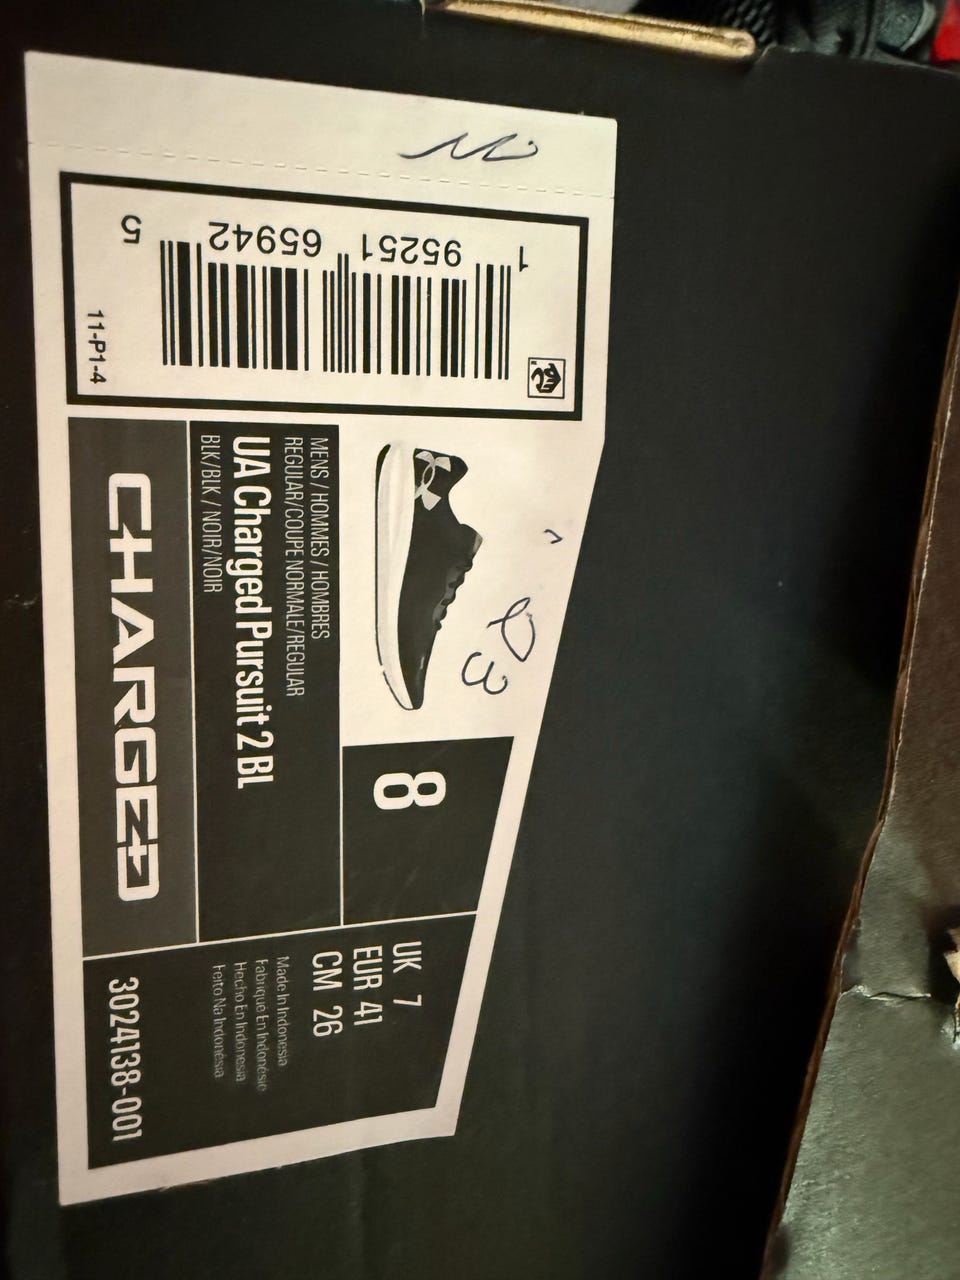 1 95251 65942 5
11-P1-4
MENS / HOMMES / HOMBRES
REGULAR/COUPE NORMALE/REGULAR
UA Charged Pursuit 2 BL
BLK/BLK / NOIR/NOIR
CHARGED
8
UK 7
EUR 41
CM 26
Made In Indonesia
Fabriqué En Indonésie
Hecho En Indonesia
Feito Na Indonésia
3024138-001